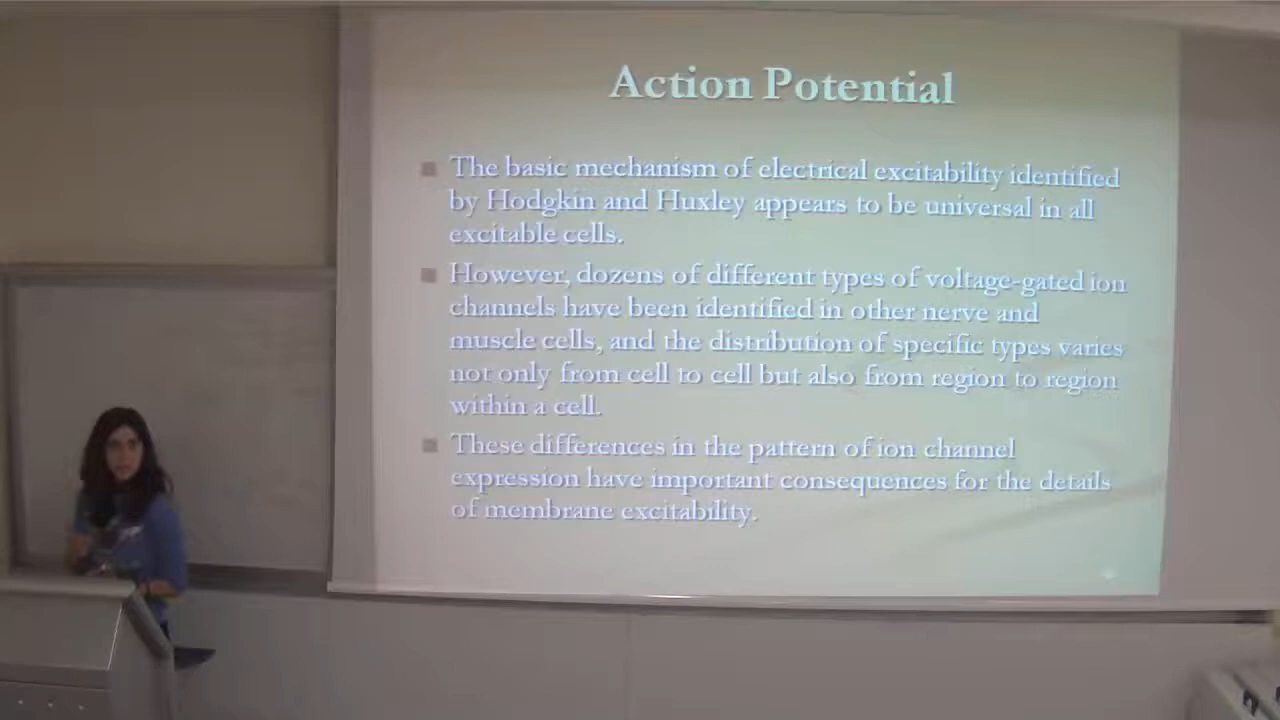 Action Potential
The basic mechanism of electrical excitability identified
by Hodgkin and Huxley appears to be universal in all
excitable cells.
However, dozens of different types of voltage-gated ion
channels have been identified in other nerve and
muscle cells, and the distribution of specific types varies
not only from cell to cell but also from region to region
within a cell.
These differences in the pattern of ion channel
expression have important consequences for the details
of membrane excitability.